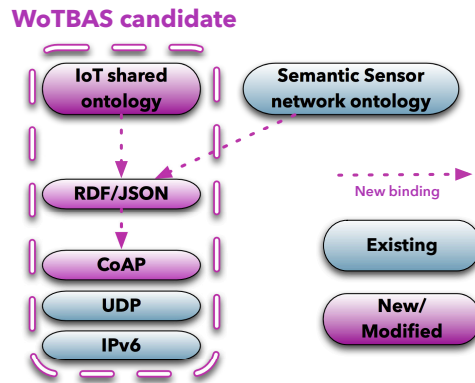 WoTBAS candidate
IoT shared
ontology
Semantic Sensor
network ontology
RDF/JSON
New binding
CoAP
Existing
UDP
New/
Modified
IPv6